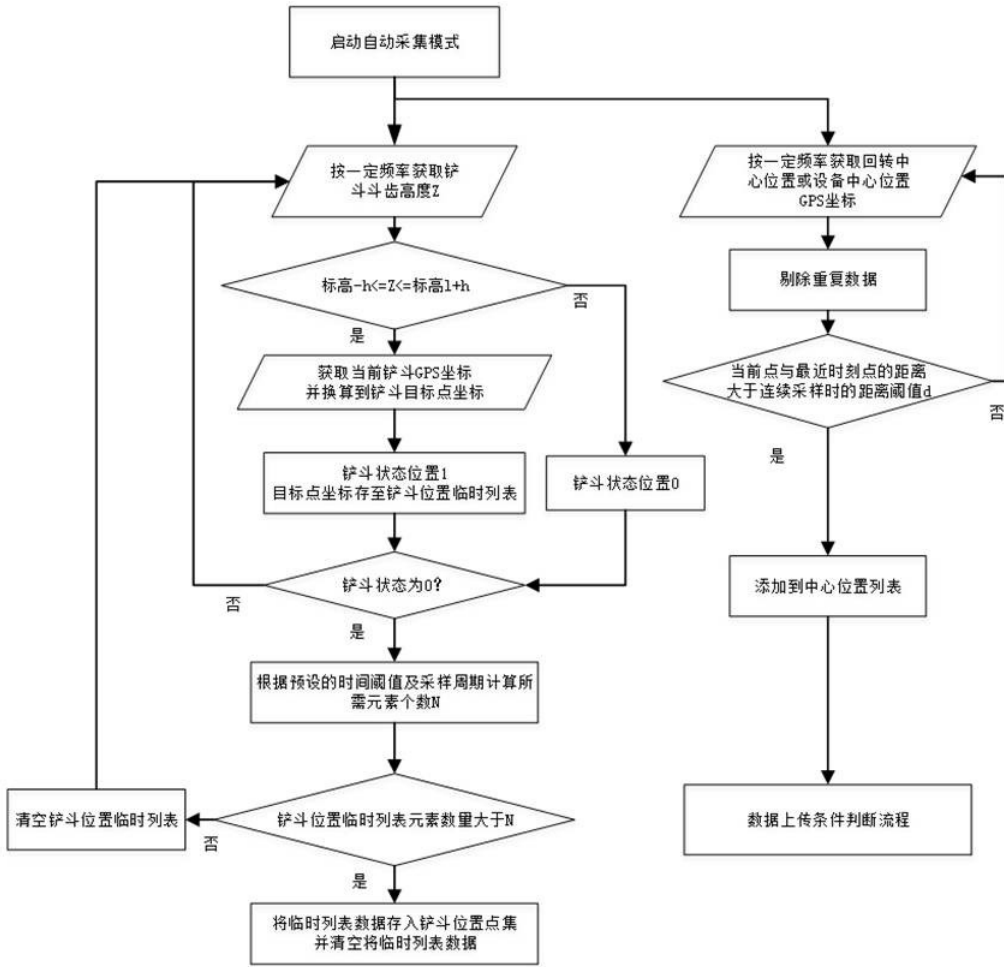 启动自动采集模式
按一定频率获取铲
斗斗齿高度Z
标高-h<=Z<=标高l+h
否
是
获取当前铲斗GPS坐标
并换算到铲斗目标点坐标
铲斗状态位置1
目标点坐标存至铲斗位置临时列表
铲斗状态位置0
铲斗状态为0?
否
是
根据预设的时间阈值及采样周期计算所
需元素个数N
铲斗位置临时列表元素数量大于N
否
清空铲斗位置临时列表
是
将临时列表数据存入铲斗位置点集
并清空将临时列表数据
按一定频率获取回转中
心位置或设备中心位置
GPS坐标
剔除重复数据
当前点与最近时刻点的距离
大于连续采样时的距离阈值d
否
是
添加到中心位置列表
数据上传条件判断流程